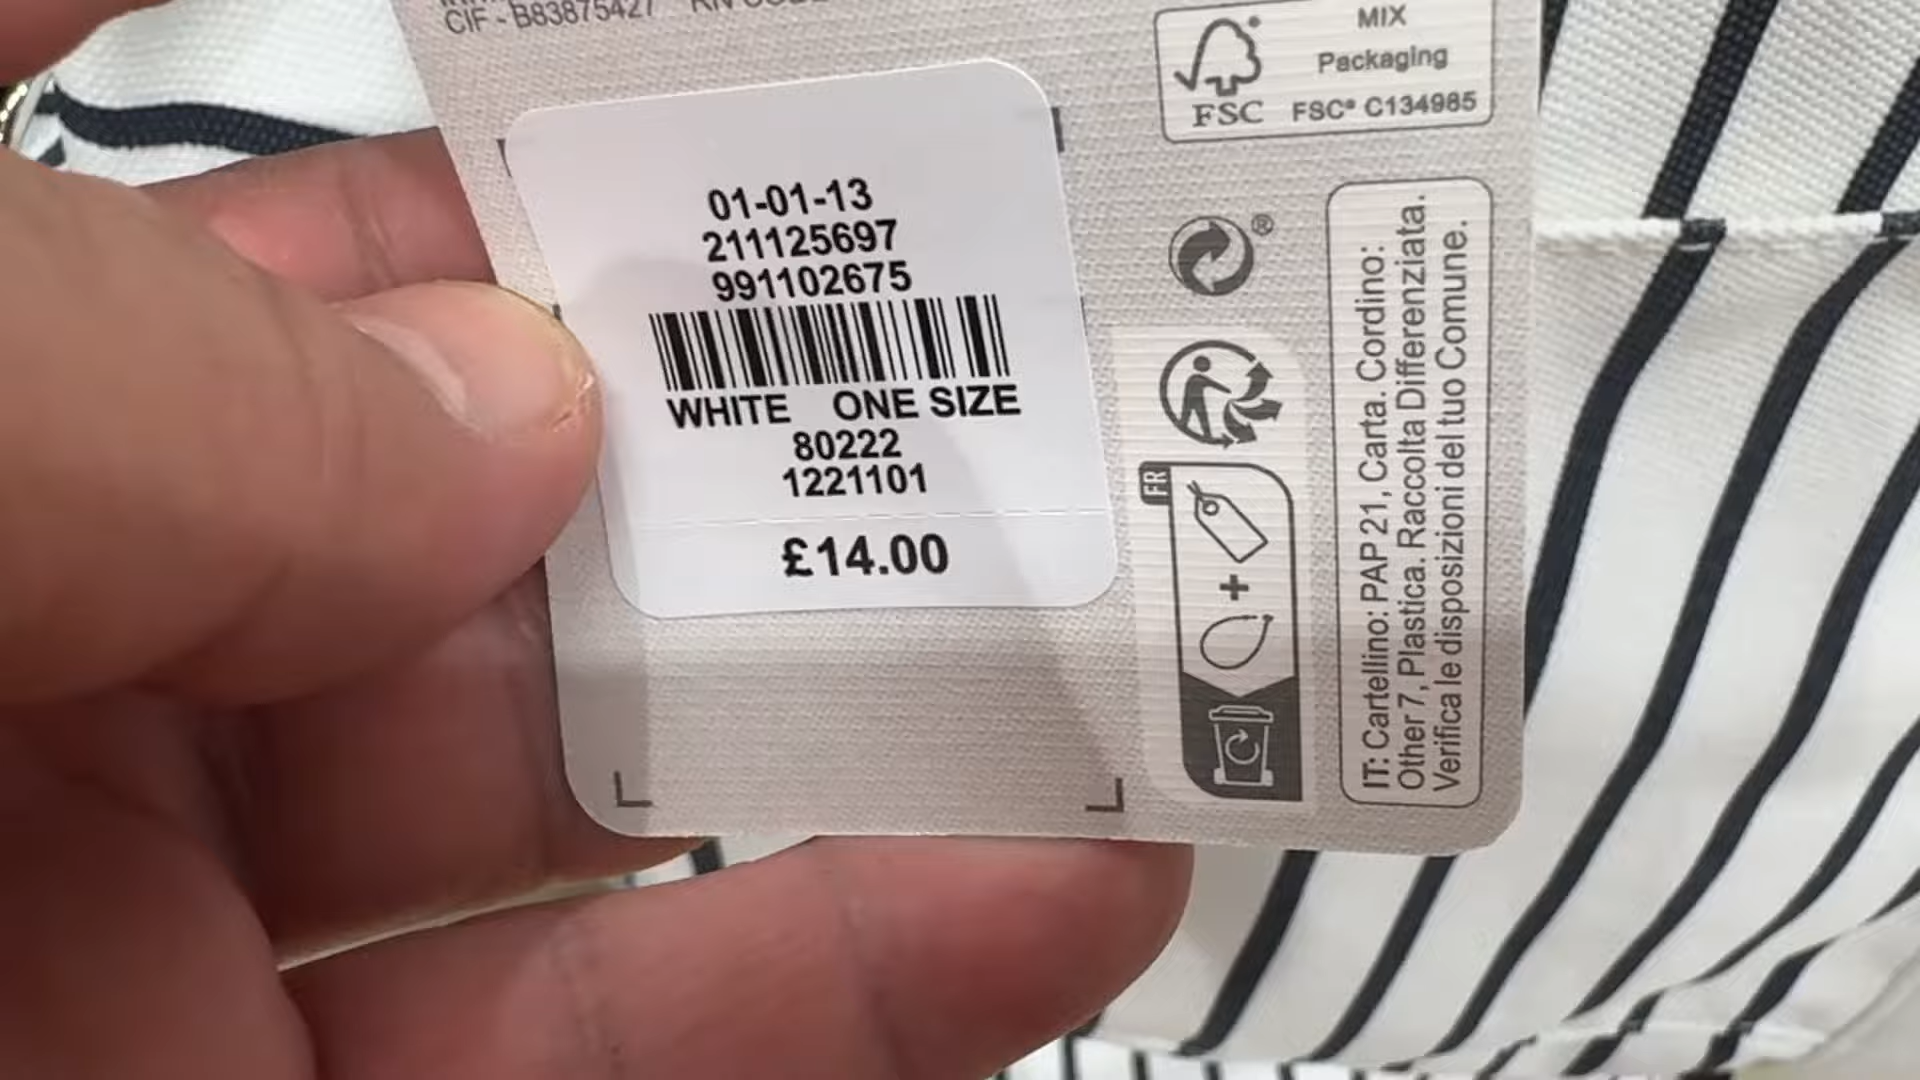 CIF - B83875427
MIX
Packaging
FSC
FSC® C134985
01-01-13
211125697
991102675
WHITE ONE SIZE
80222
1221101
£14.00
®
FR
+
IT: Cartellino: PAP 21, Carta. Cordino:
Other 7, Plastica. Raccolta Differenziata.
Verifica le disposizioni del tuo Comune.